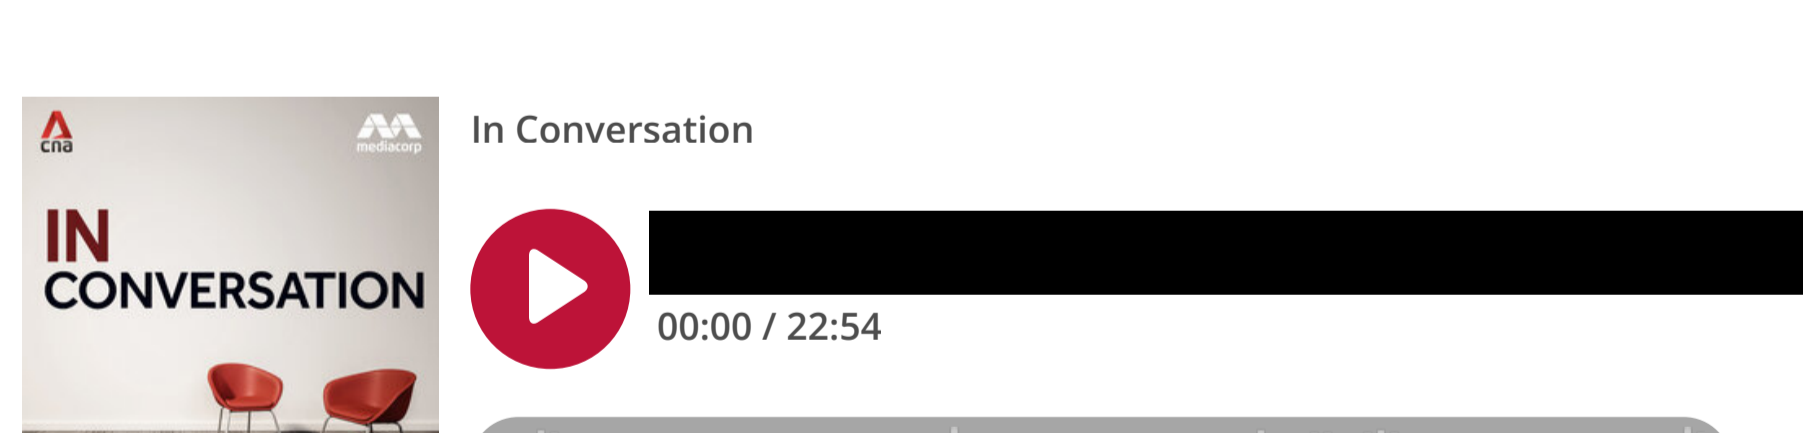 cna
mediacorp
IN
CONVERSATION
In Conversation
00:00 / 22:54